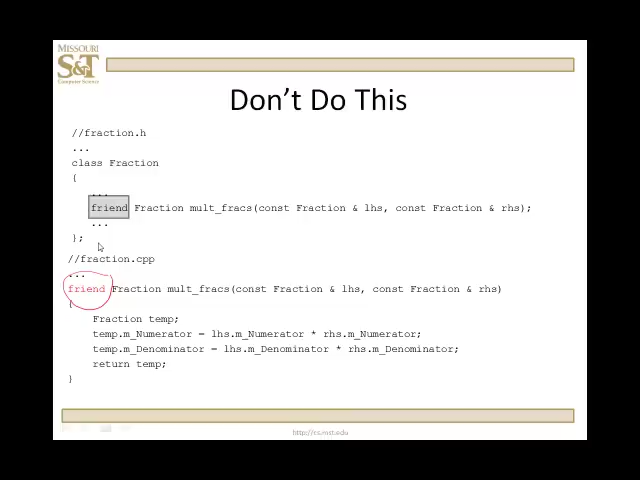 MISSOURI
S&T
Computer Science
Don't Do This
//fraction.h
...
class Fraction
{
...
friend Fraction mult_fracs(const Fraction & lhs, const Fraction & rhs);
...
};
//fraction.cpp
...
friend Fraction mult_fracs(const Fraction & lhs, const Fraction & rhs)
{
Fraction temp;
temp.m_Numerator = lhs.m_Numerator * rhs.m_Numerator;
temp.m_Denominator = lhs.m_Denominator * rhs.m_Denominator;
return temp;
}
http://cs.mst.edu